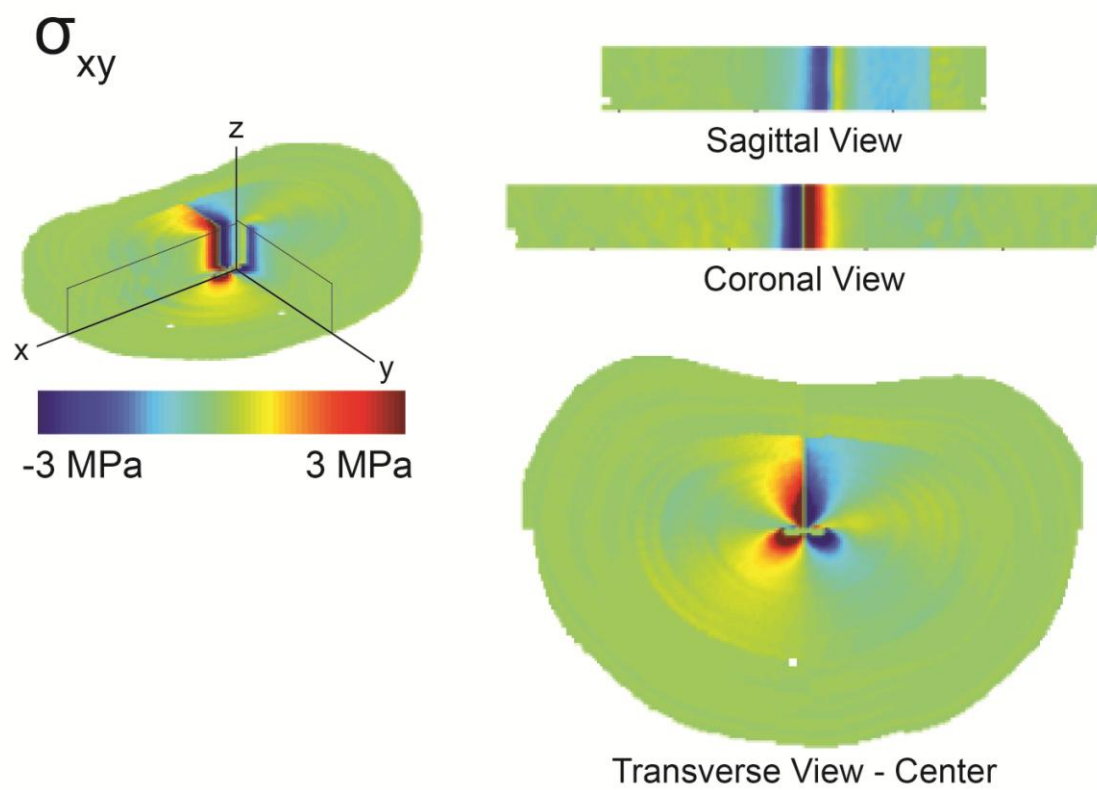 σxy
z
x
y
-3 MPa 3 MPa
Sagittal View
Coronal View
Transverse View - Center